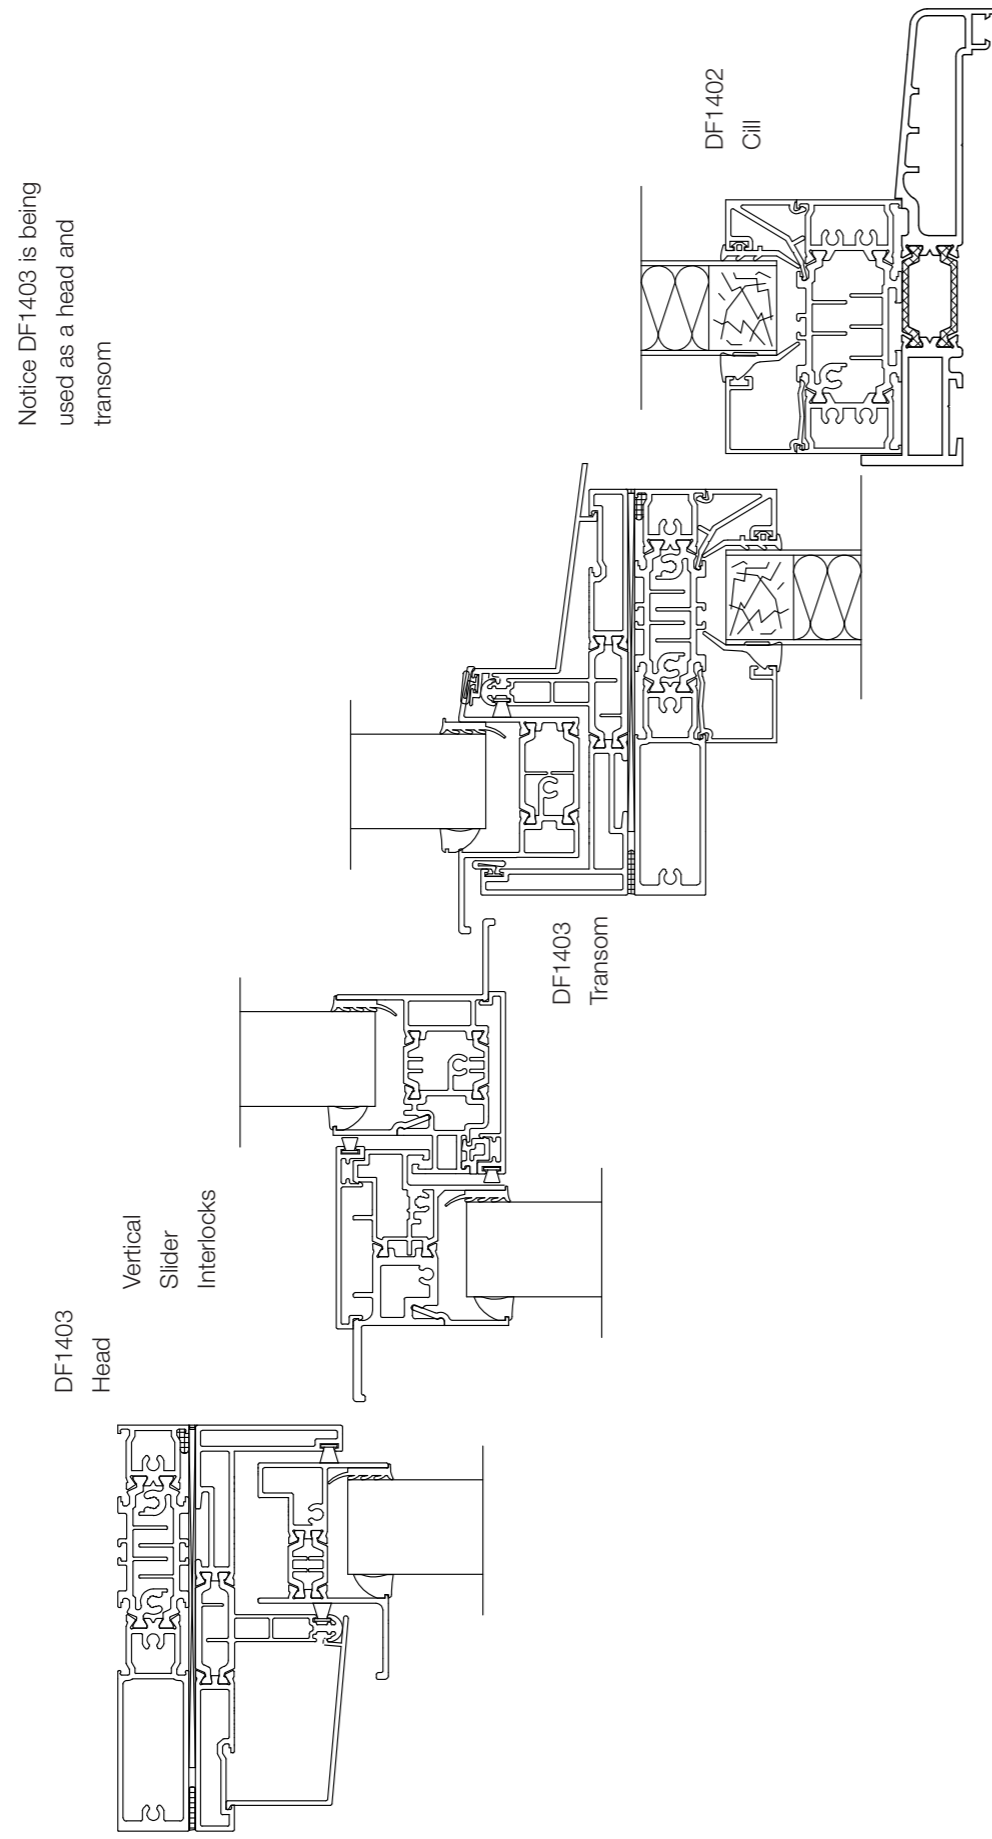 Notice DF1403 is being
used as a head and
transom
DF1403
Head
Vertical
Slider
Interlocks
DF1403
Transom
DF1402
Cill